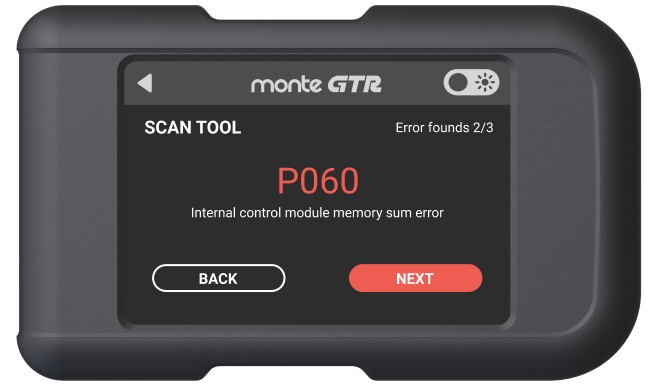 monte GTR
SCAN TOOL
Error founds 2/3
P060
Internal control module memory sum error
BACK
NEXT